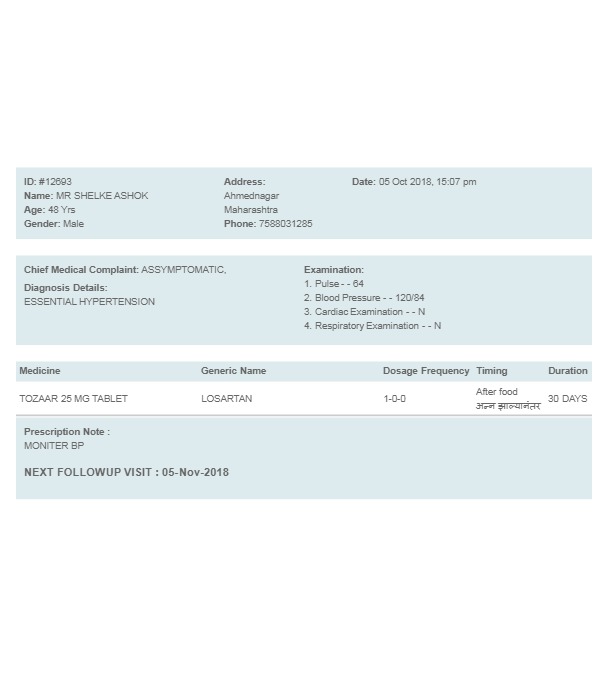 ID: #12693
Name: MR SHELKE ASHOK
Age: 48 Yrs
Gender: Male
Address:
Ahmednagar
Maharashtra
Phone: 7588031285
Date: 05 Oct 2018, 15:07 pm
Chief Medical Complaint: ASSYMPTOMATIC,
Diagnosis Details:
ESSENTIAL HYPERTENSION
Examination:
1. Pulse - - 64
2. Blood Pressure - - 120/84
3. Cardiac Examination - - N
4. Respiratory Examination - - N
Medicine Generic Name Dosage Frequency Timing Duration
TOZAAR 25 MG TABLET LOSARTAN 1-0-0 After food 30 DAYS
अन्न झाल्यानंतर
Prescription Note :
MONITER BP
NEXT FOLLOWUP VISIT : 05-Nov-2018